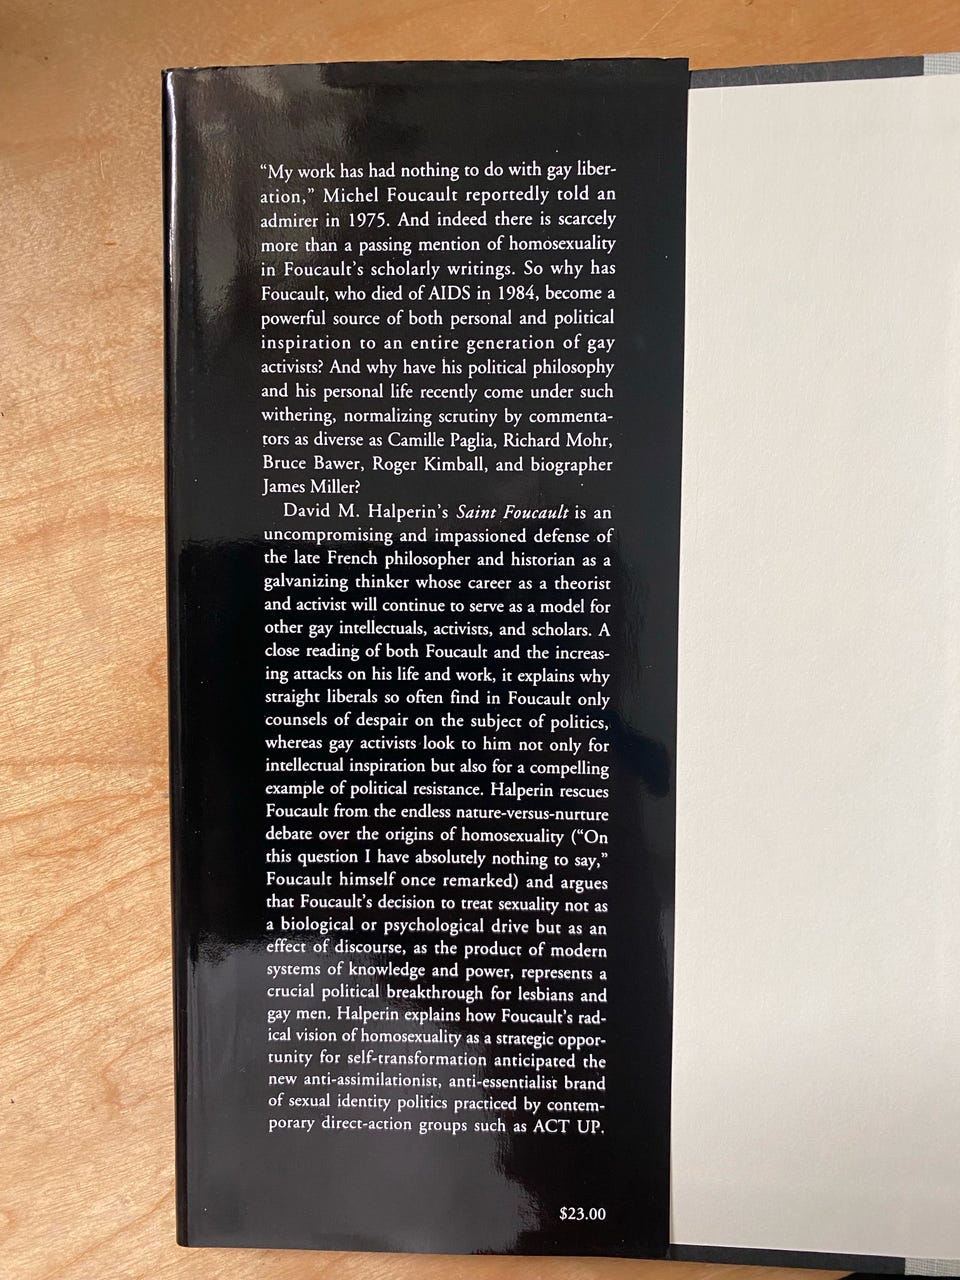 “My work has had nothing to do with gay liber-
ation,” Michel Foucault reportedly told an
admirer in 1975. And indeed there is scarcely
more than a passing mention of homosexuality
in Foucault’s scholarly writings. So why has
Foucault, who died of AIDS in 1984, become a
powerful source of both personal and political
inspiration to an entire generation of gay
activists? And why have his political philosophy
and his personal life recently come under such
withering, normalizing scrutiny by commenta-
tors as diverse as Camille Paglia, Richard Mohr,
Bruce Bawer, Roger Kimball, and biographer
James Miller?
David M. Halperin’s Saint Foucault is an
uncompromising and impassioned defense of
the late French philosopher and historian as a
galvanizing thinker whose career as a theorist
and activist will continue to serve as a model for
other gay intellectuals, activists, and scholars. A
close reading of both Foucault and the increas-
ing attacks on his life and work, it explains why
straight liberals so often find in Foucault only
counsels of despair on the subject of politics,
whereas gay activists look to him not only for
intellectual inspiration but also for a compelling
example of political resistance. Halperin rescues
Foucault from the endless nature-versus-nurture
debate over the origins of homosexuality (“On
this question I have absolutely nothing to say,”
Foucault himself once remarked) and argues
that Foucault’s decision to treat sexuality not as
a biological or psychological drive but as an
effect of discourse, as the product of modern
systems of knowledge and power, represents a
crucial political breakthrough for lesbians and
gay men. Halperin explains how Foucault’s rad-
ical vision of homosexuality as a strategic oppor-
tunity for self-transformation anticipated the
new anti-assimilationist, anti-essentialist brand
of sexual identity politics practiced by contem-
porary direct-action groups such as ACT UP.
$23.00